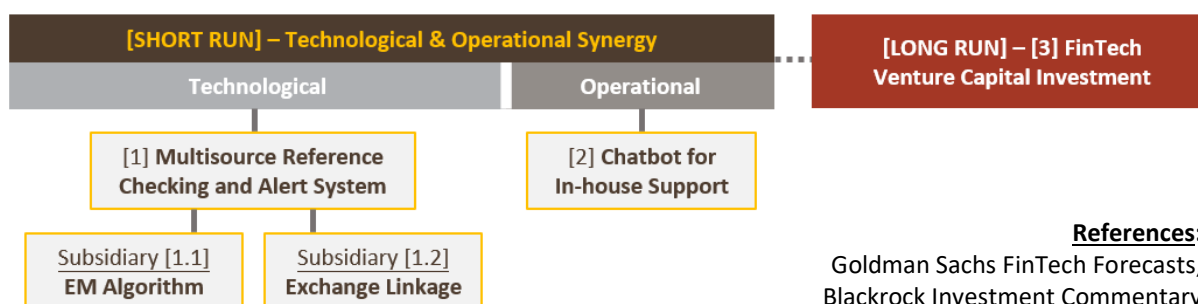 [SHORT RUN] – Technological & Operational Synergy
Technological
Operational
[LONG RUN] – [3] FinTech
Venture Capital Investment
[1] Multisource Reference
Checking and Alert System
[2] Chatbot for
In-house Support
Subsidiary [1.1]
EM Algorithm
Subsidiary [1.2]
Exchange Linkage
References:
Goldman Sachs FinTech Forecasts,
Blackrock Investment Commentary